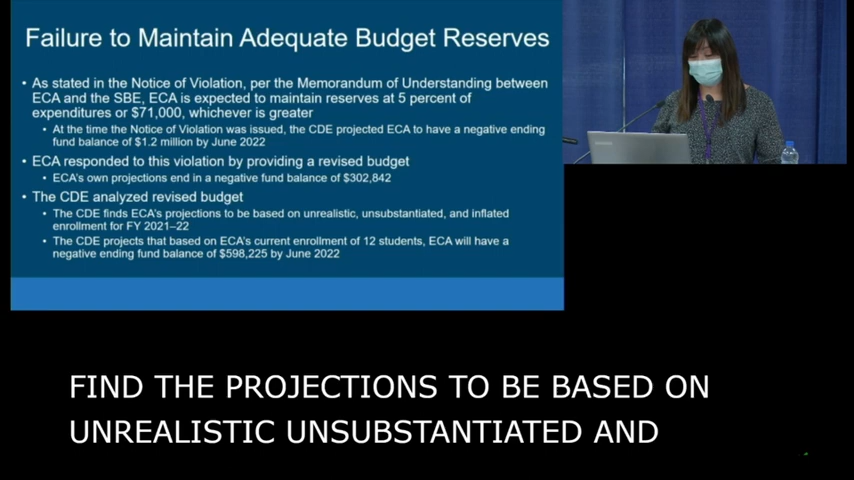 Failure to Maintain Adequate Budget Reserves
• As stated in the Notice of Violation, per the Memorandum of Understanding between
ECA and the SBE, ECA is expected to maintain reserves at 5 percent of
expenditures or $71,000, whichever is greater
• At the time the Notice of Violation was issued, the CDE projected ECA to have a negative ending
fund balance of $1.2 million by June 2022
• ECA responded to this violation by providing a revised budget
• ECA's own projections end in a negative fund balance of $302,842
• The CDE analyzed revised budget
• The CDE finds ECA's projections to be based on unrealistic, unsubstantiated, and inflated
enrollment for FY 2021–22
• The CDE projects that based on ECA's current enrollment of 12 students, ECA will have a
negative ending fund balance of $598,225 by June 2022
FIND THE PROJECTIONS TO BE BASED ON
UNREALISTIC UNSUBSTANTIATED AND